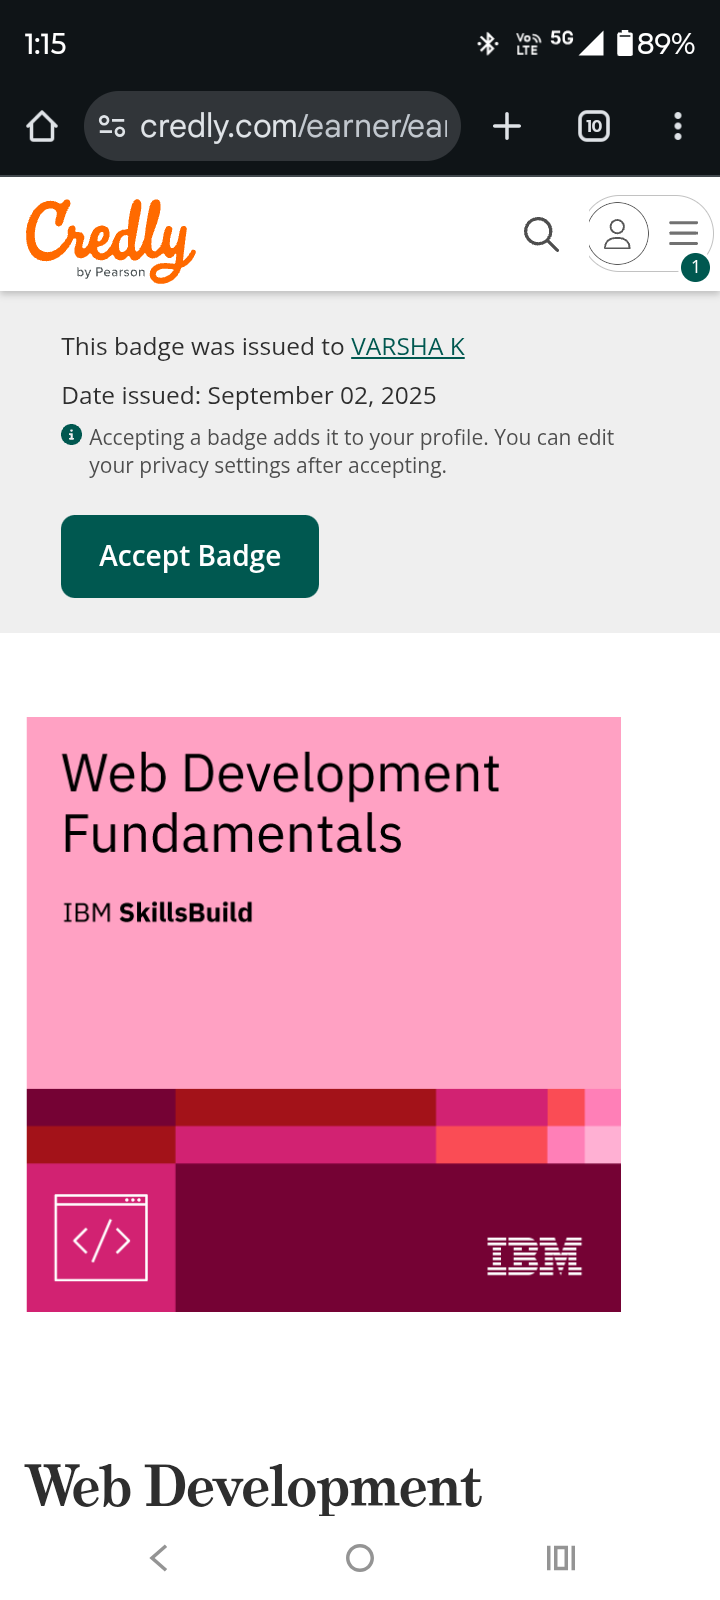 1:15
Vo LTE 5G 89%
credly.com/earner/ear
10
Credly
by Pearson
1
This badge was issued to VARSHA K
Date issued: September 02, 2025
Accepting a badge adds it to your profile. You can edit
your privacy settings after accepting.
Accept Badge
Web Development
Fundamentals
IBM SkillsBuild
</>
IBM
Web Development